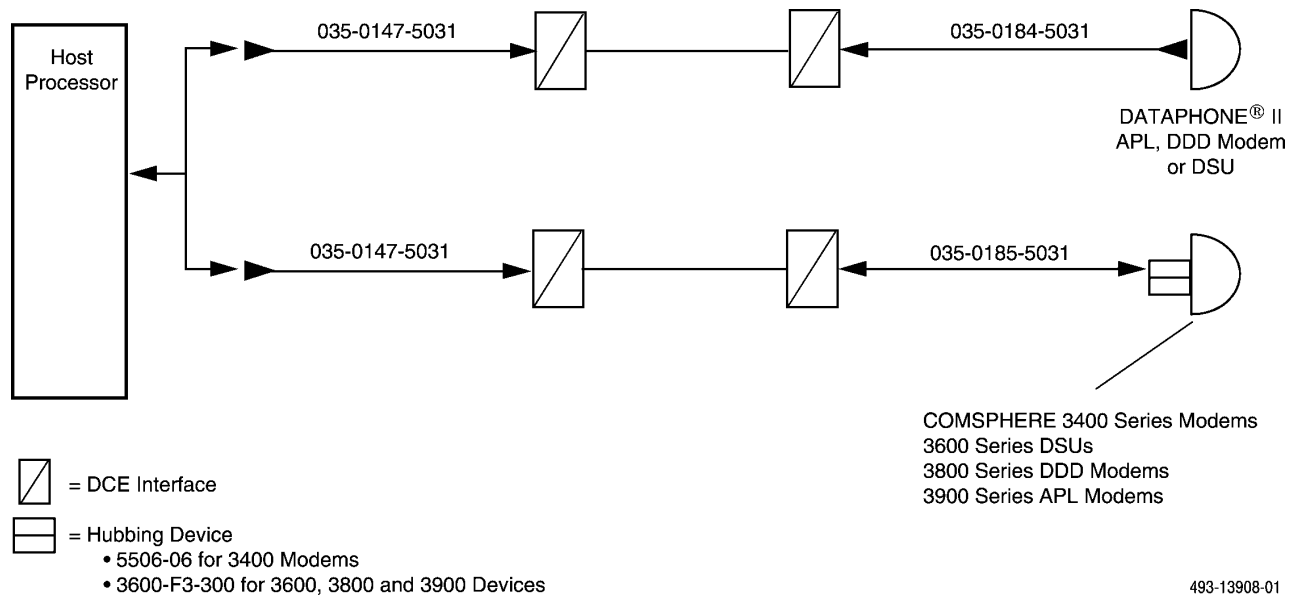 Host
Processor
035-0147-5031
035-0184-5031
DATAPHONE® II
APL, DDD Modem
or DSU
035-0147-5031
035-0185-5031
COMSPHERE 3400 Series Modems
3600 Series DSUs
3800 Series DDD Modems
3900 Series APL Modems
= DCE Interface
= Hubbing Device
• 5506-06 for 3400 Modems
• 3600-F3-300 for 3600, 3800 and 3900 Devices
493-13908-01